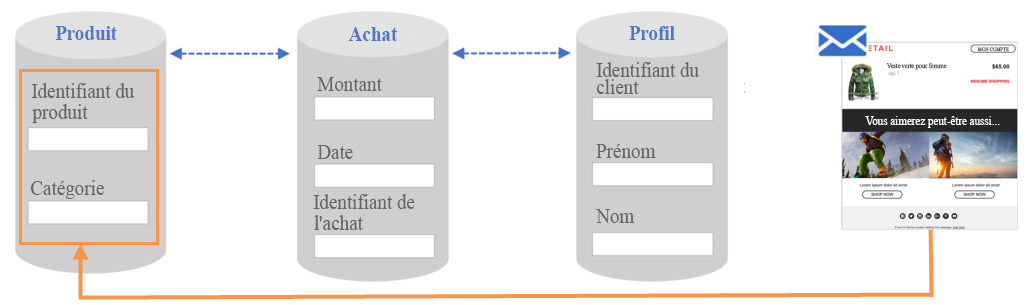 Produit
Identifiant du
produit
Catégorie
Achat
Montant
Date
Identifiant de
l'achat
Profil
Identifiant du
client
Prénom
Nom
ETAIL
MON COMPTE
Veste verte pour femme
$65.00
Qty: 1
RESUME SHOPPING
Vous aimerez peut-être aussi...
Lorem ipsum dolor sit amet
Lorem ipsum dolor sit amet
SHOP NOW
SHOP NOW